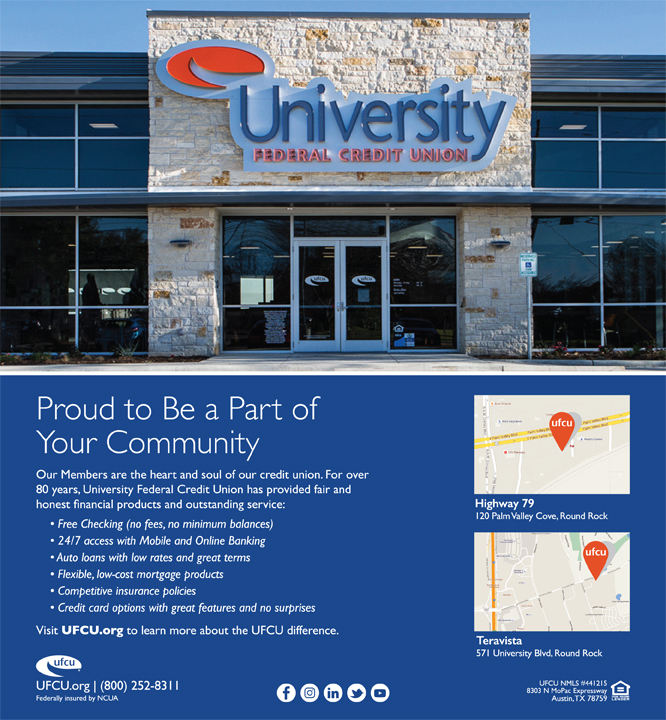 University
FEDERAL CREDIT UNION
ufcu
ufcu
Proud to Be a Part of
Your Community
Our Members are the heart and soul of our credit union. For over
80 years, University Federal Credit Union has provided fair and
honest financial products and outstanding service:
• Free Checking (no fees, no minimum balances)
• 24/7 access with Mobile and Online Banking
• Auto loans with low rates and great terms
• Flexible, low-cost mortgage products
• Competitive insurance policies
• Credit card options with great features and no surprises
Visit UFCU.org to learn more about the UFCU difference.
ufcu
UFCU.org | (800) 252-8311
Federally insured by NCUA
ufcu
Highway 79
120 Palm Valley Cove, Round Rock
ufcu
Teravista
571 University Blvd, Round Rock
UFCU NMLS #441215
8303 N MoPac Expressway
Austin, TX 78759